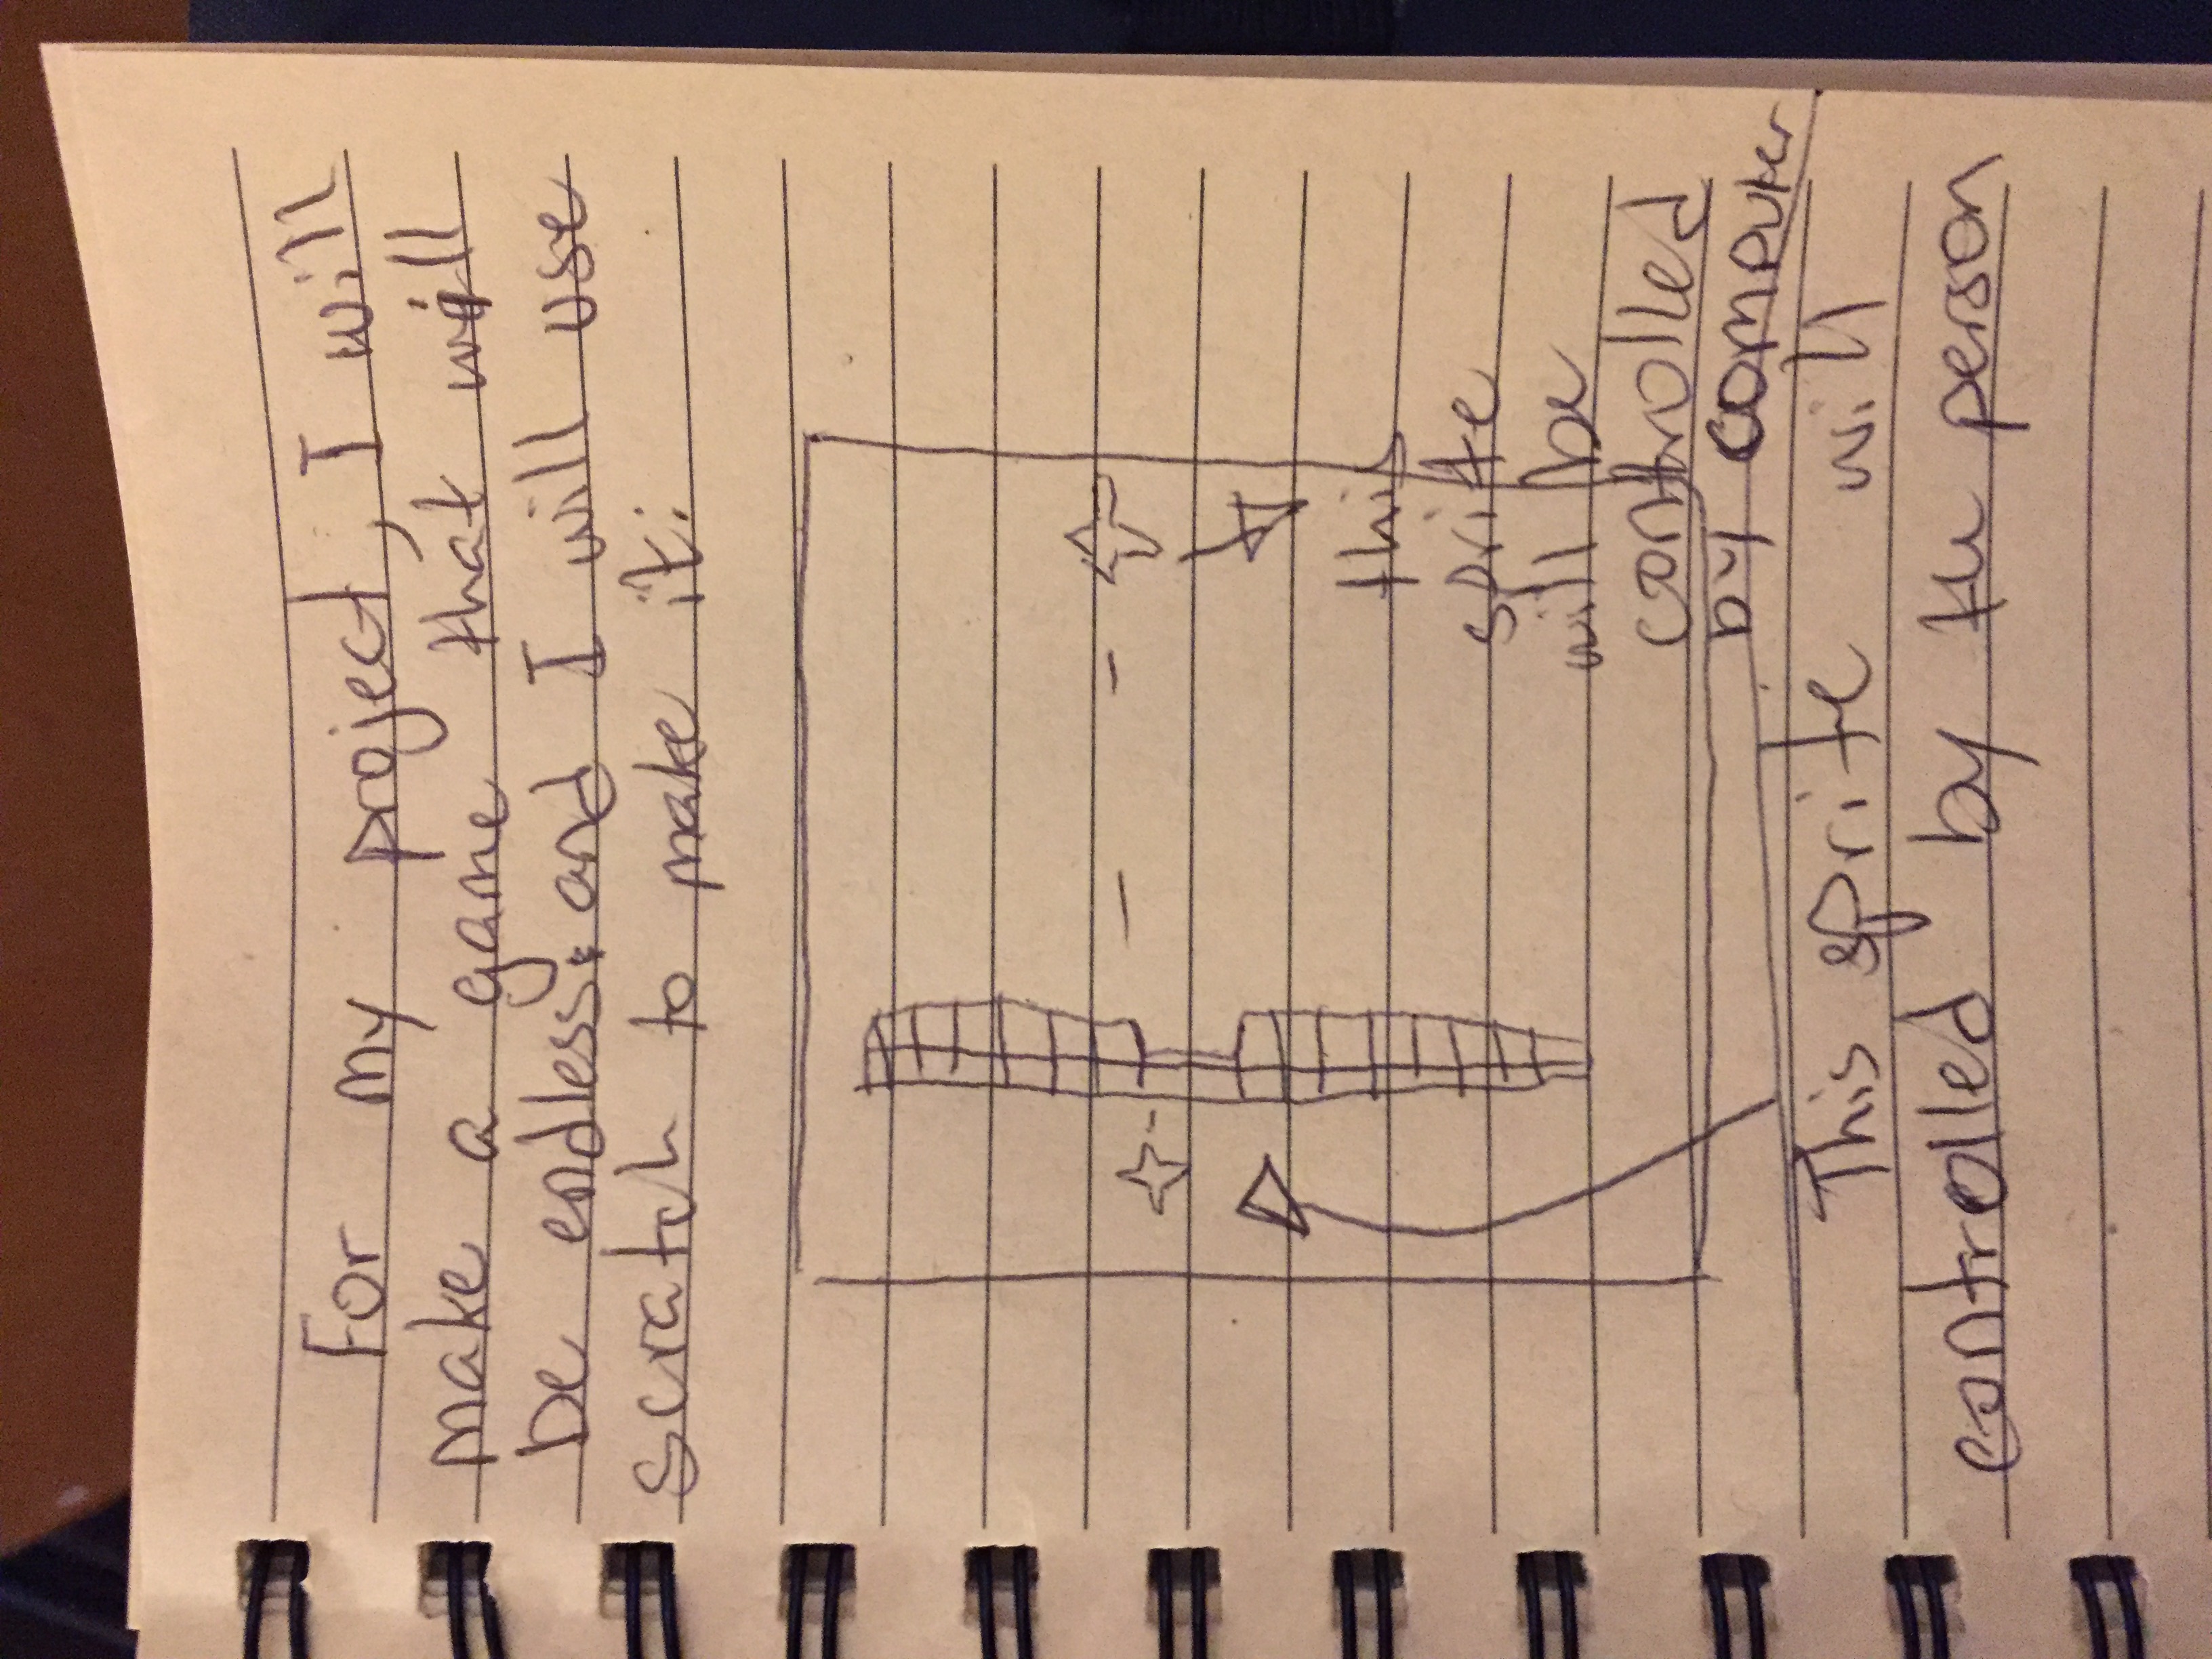 For my project, I will
make a game that will
be endless and I will use
scratch to make it:
this
sprite
will be
controlled
by computer
This sprite will
controlled by the person